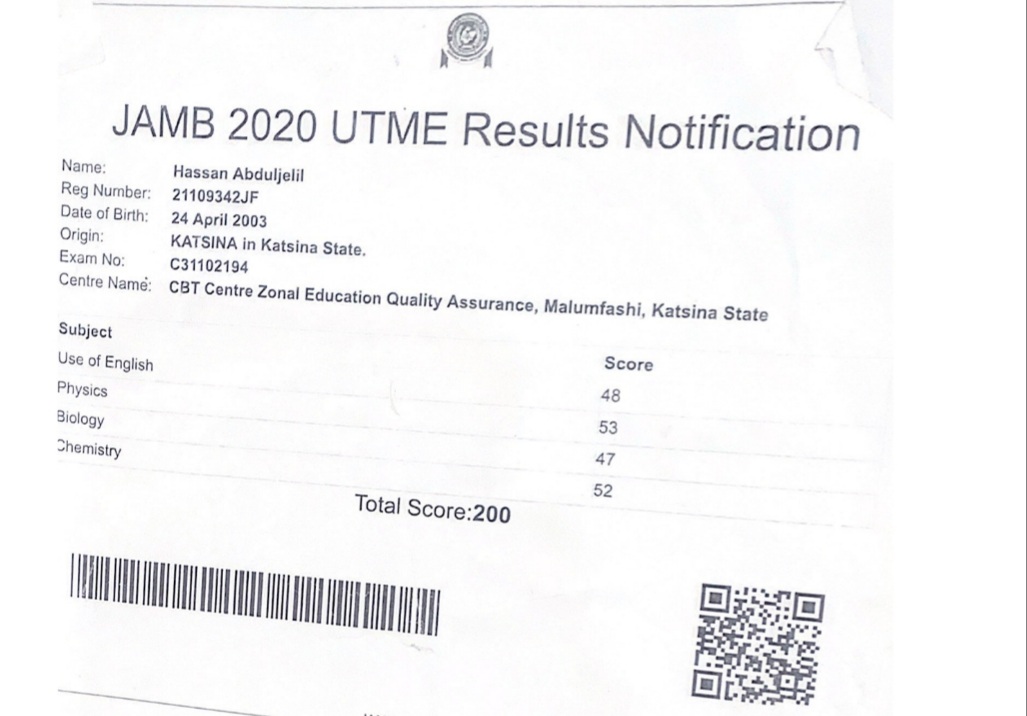 JAMB 2020 UTME Results Notification
Name: Hassan Abduljelil
Reg Number: 21109342JF
Date of Birth: 24 April 2003
Origin: KATSINA in Katsina State.
Exam No: C31102194
Centre Name: CBT Centre Zonal Education Quality Assurance, Malumfashi, Katsina State
Subject Score
Use of English 48
Physics 53
Biology 47
Chemistry 52
Total Score:200